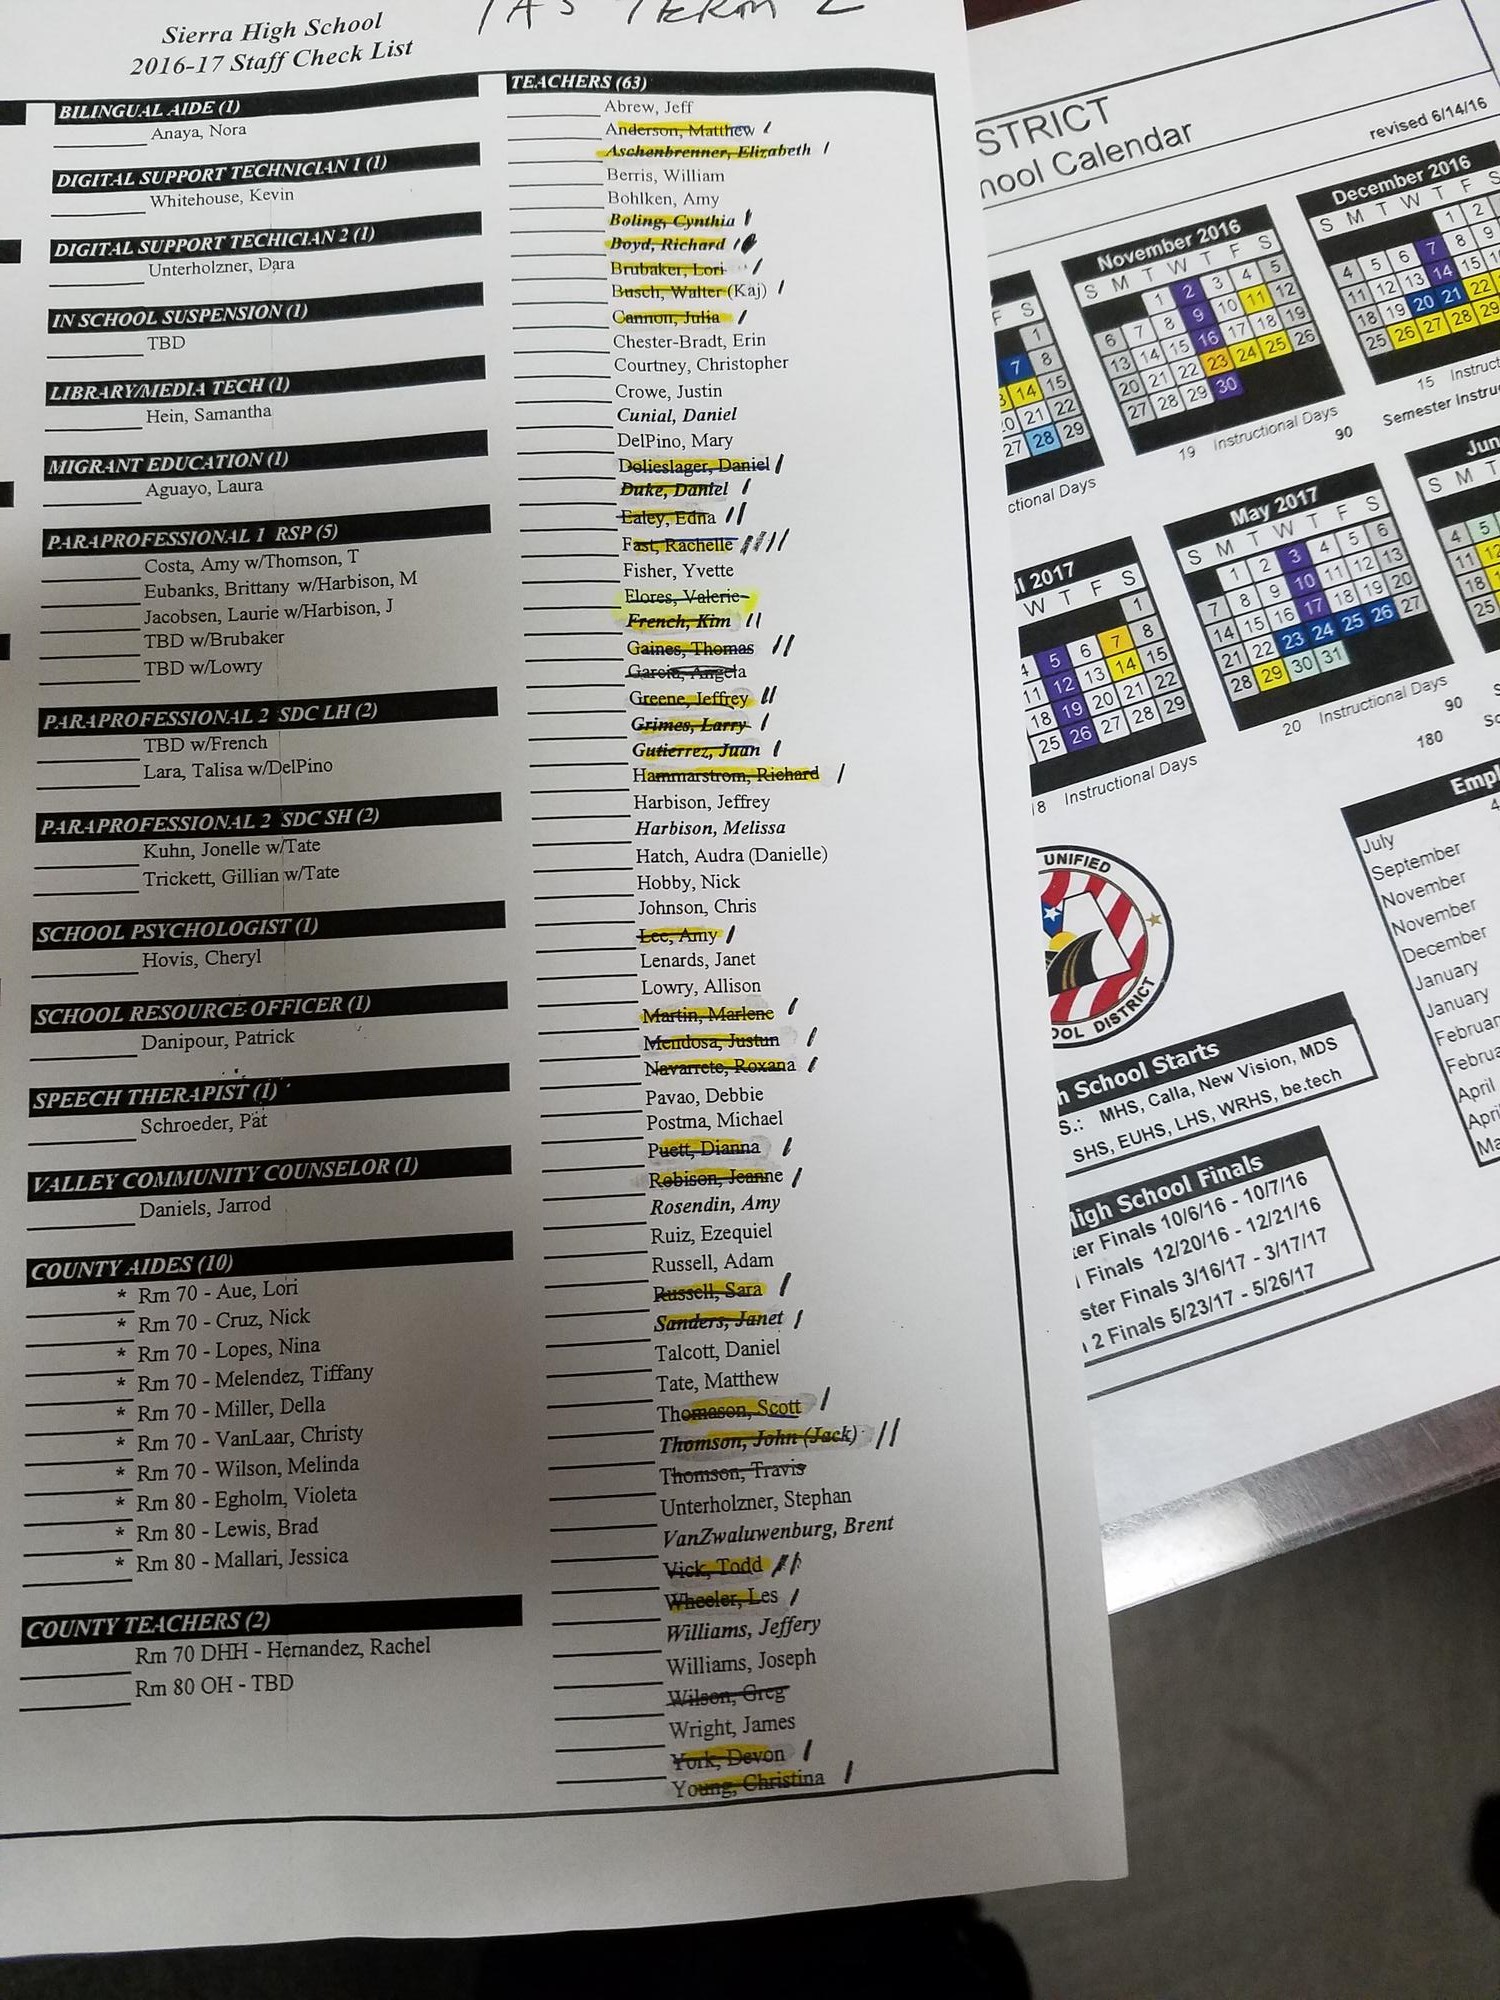 Sierra High School
2016-17 Staff Check List
BILINGUAL AIDE (1)
Anaya, Nora
DIGITAL SUPPORT TECHNICIAN 1 (1)
Whitehouse, Kevin
DIGITAL SUPPORT TECHICIAN 2 (1)
Unterholzner, Dara
IN SCHOOL SUSPENSION (1)
TBD
LIBRARY/MEDIA TECH (1)
Hein, Samantha
MIGRANT EDUCATION (1)
Aguayo, Laura
PARAPROFESSIONAL 1 RSP (5)
Costa, Amy w/Thomson, T
Eubanks, Brittany w/Harbison, M
Jacobsen, Laurie w/Harbison, J
TBD w/Brubaker
TBD w/Lowry
PARAPROFESSIONAL 2 SDC LH (2)
TBD w/French
Lara, Talisa w/DelPino
PARAPROFESSIONAL 2 SDC SH (2)
Kuhn, Jonelle w/Tate
Trickett, Gillian w/Tate
SCHOOL PSYCHOLOGIST (1)
Hovis, Cheryl
SCHOOL RESOURCE OFFICER (1)
Danipour, Patrick
SPEECH THERAPIST (1)
Schroeder, Pat
VALLEY COMMUNITY COUNSELOR (1)
Daniels, Jarrod
COUNTY AIDES (10)
* Rm 70 - Aue, Lori
* Rm 70 - Cruz, Nick
* Rm 70 - Lopes, Nina
* Rm 70 - Melendez, Tiffany
* Rm 70 - Miller, Della
* Rm 70 - VanLaar, Christy
* Rm 70 - Wilson, Melinda
* Rm 80 - Egholm, Violeta
* Rm 80 - Lewis, Brad
* Rm 80 - Mallari, Jessica
COUNTY TEACHERS (2)
Rm 70 DHH - Hernandez, Rachel
Rm 80 OH - TBD
TERM 2
TEACHERS (63)
Abrew, Jeff
Anderson, Matthew
Aschenbrenner, Elizabeth
Berris, William
Bohlken, Amy
Boling, Cynthia
Boyd, Richard
Brubaker, Lori
Busch, Walter (Kaj)
Cannon, Julia
Chester-Bradt, Erin
Courtney, Christopher
Crowe, Justin
Cunial, Daniel
DelPino, Mary
Dolieslager, Daniel
Duke, Daniel
Ealey, Edna
Fast, Rachelle
Fisher, Yvette
Flores, Valerie
French, Kim
Gaines, Thomas
Garcia, Angela
Greene, Jeffrey
Grimes, Larry
Gutierrez, Juan
Hammarstrom, Richard
Harbison, Jeffrey
Harbison, Melissa
Hatch, Audra (Danielle)
Hobby, Nick
Johnson, Chris
Lee, Amy
Lenards, Janet
Lowry, Allison
Martin, Marlene
Mendosa, Justun
Navarrete, Roxana
Pavao, Debbie
Postma, Michael
Puett, Dianna
Robison, Jeanne
Rosendin, Amy
Ruiz, Ezequiel
Russell, Adam
Russell, Sara
Sanders, Janet
Talcott, Daniel
Tate, Matthew
Thomason, Scott
Thomson, John (Jack)
Thomson, Travis
Unterholzner, Stephan
VanZwaluwenburg, Brent
Vick, Todd
Wheeler, Les
Williams, Jeffery
Williams, Joseph
Wilson, Greg
Wright, James
York, Devon
Young, Christina
STRICT
hool Calendar
revised 6/14/16
F S
1
7 8
14 15
21 22
27 28 29
ctional Days
November 2016
S M T W T F S
1 2 3 4 5
6 7 8 9 10 11 12
13 14 15 16 17 18 19
20 21 22 23 24 25 26
27 28 29 30
19 Instructional Days
90
December 2016
S M T W T F S
1 2
4 5 6 7 8 9
11 12 13 14 15
18 19 20 21 22
25 26 27 28 29
15 Instruct
Semester Instru
2017
W T F S
1
5 6 7 8
11 12 13 14 15
18 19 20 21 22
25 26 27 28 29
18 Instructional Days
May 2017
S M T W T F S
1 2 3 4 5 6
7 8 9 10 11 12 13
14 15 16 17 18 19 20
21 22 23 24 25 26 27
28 29 30 31
20 Instructional Days
90
180
Jun
S M T
4 5
11 12
18
25
UNIFIED
OOL DISTRICT
Empl
July
September
November
November
December
January
January
Februar
Februa
April
Apri
Ma
h School Starts
S.: MHS, Calla, New Vision, MDS
SHS, EUHS, LHS, WRHS, be.tech
High School Finals
er Finals 10/6/16 - 10/7/16
Finals 12/20/16 - 12/21/16
ster Finals 3/16/17 - 3/17/17
2 Finals 5/23/17 - 5/26/17